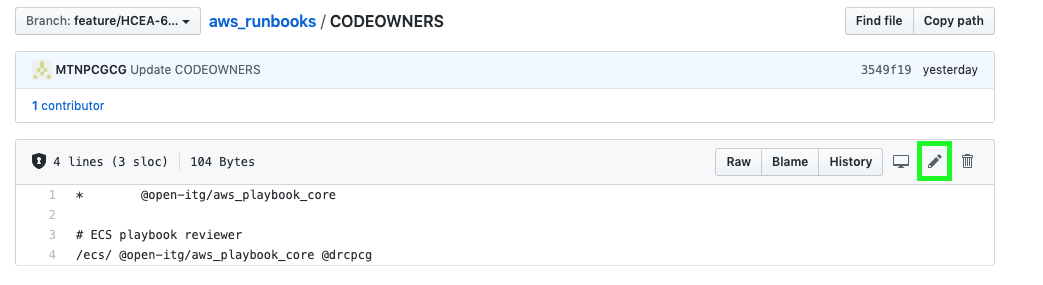 Branch: feature/HCEA-6... aws_runbooks / CODEOWNERS Find file Copy path
MTNPCGCG Update CODEOWNERS 3549f19 yesterday
1 contributor
4 lines (3 sloc) 104 Bytes Raw Blame History
1 * @open-itg/aws_playbook_core
2
3 # ECS playbook reviewer
4 /ecs/ @open-itg/aws_playbook_core @drcpcg